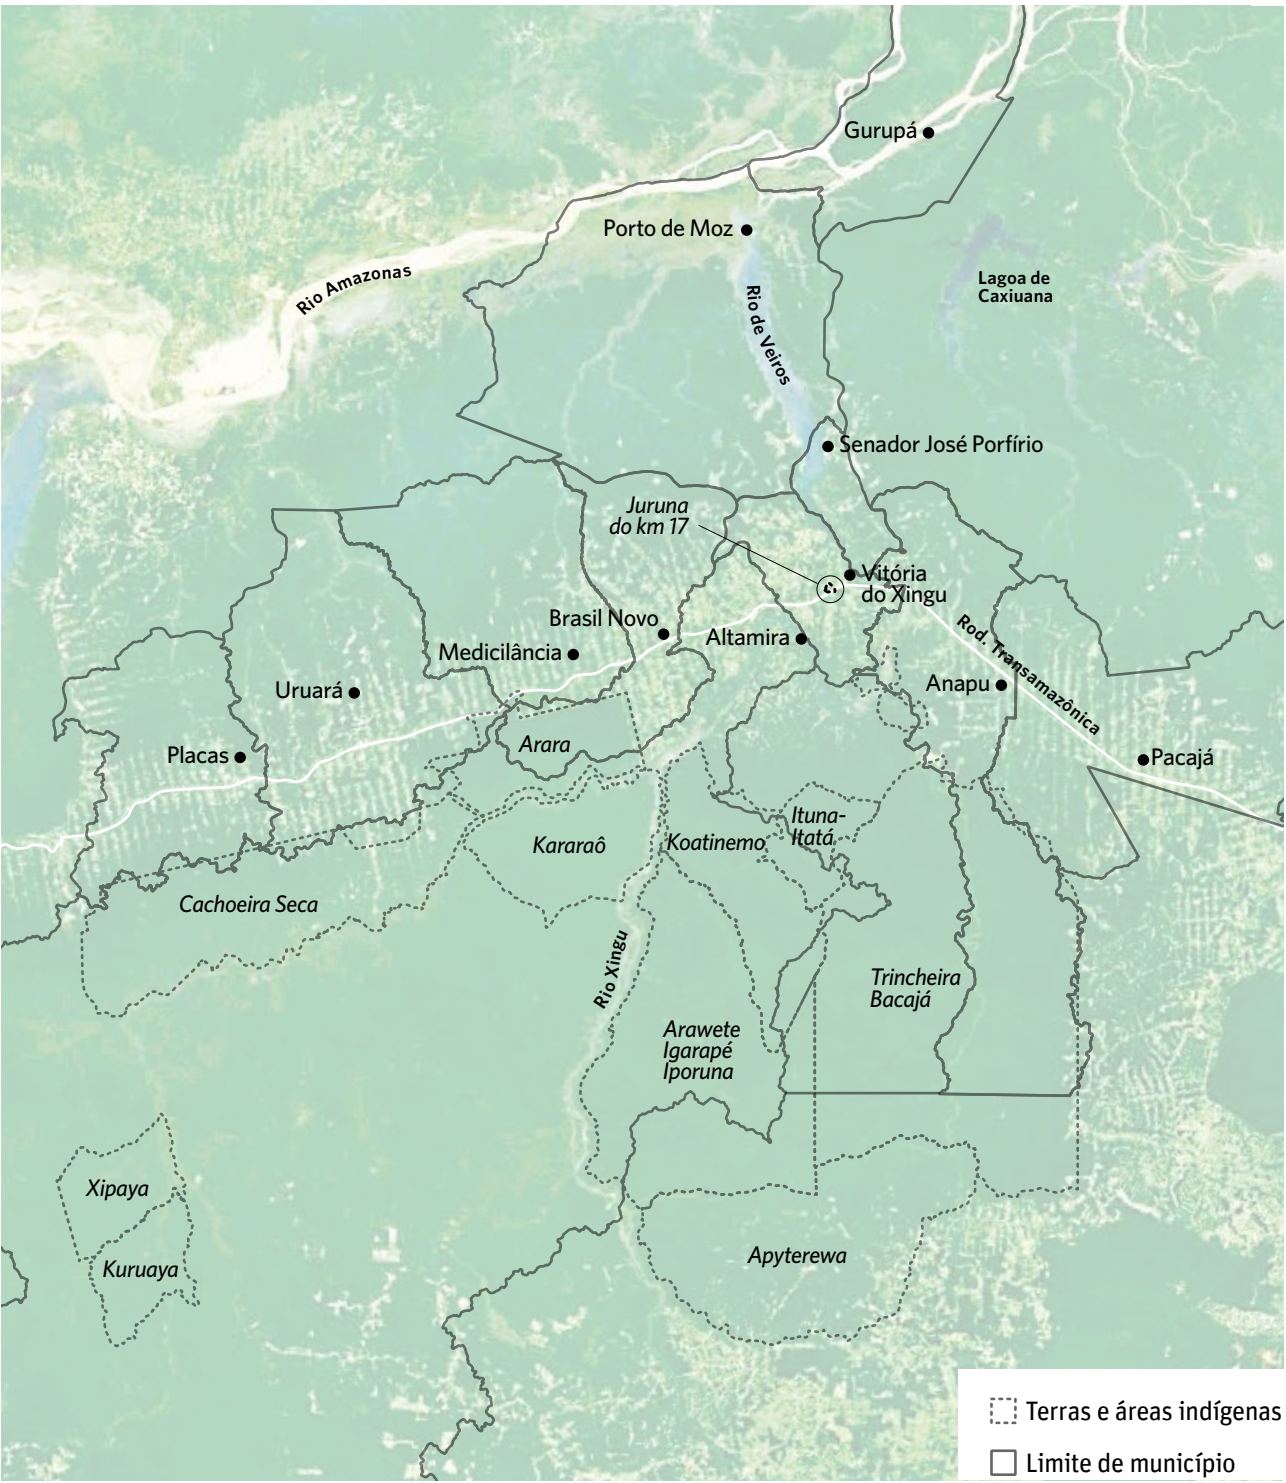 Gurupá
Porto de Moz
Rio Amazonas
Lagoa de
Caxiuana
Rio de Veiros
Senador José Porfírio
Juruna
do km 17
Vitória
do Xingu
Brasil Novo
Altamira
Rod. Transamazônica
Medicilância
Uruará
Anapu
Arara
Placas
Pacajá
Ituna-
Itatá
Kararaô
Koatinemo
Cachoeira Seca
Rio Xingu
Trincheira
Bacajá
Arawete
Igarapé
Iporuna
Xipaya
Kuruaya
Apyterewa
Terras e áreas indígenas
Limite de município